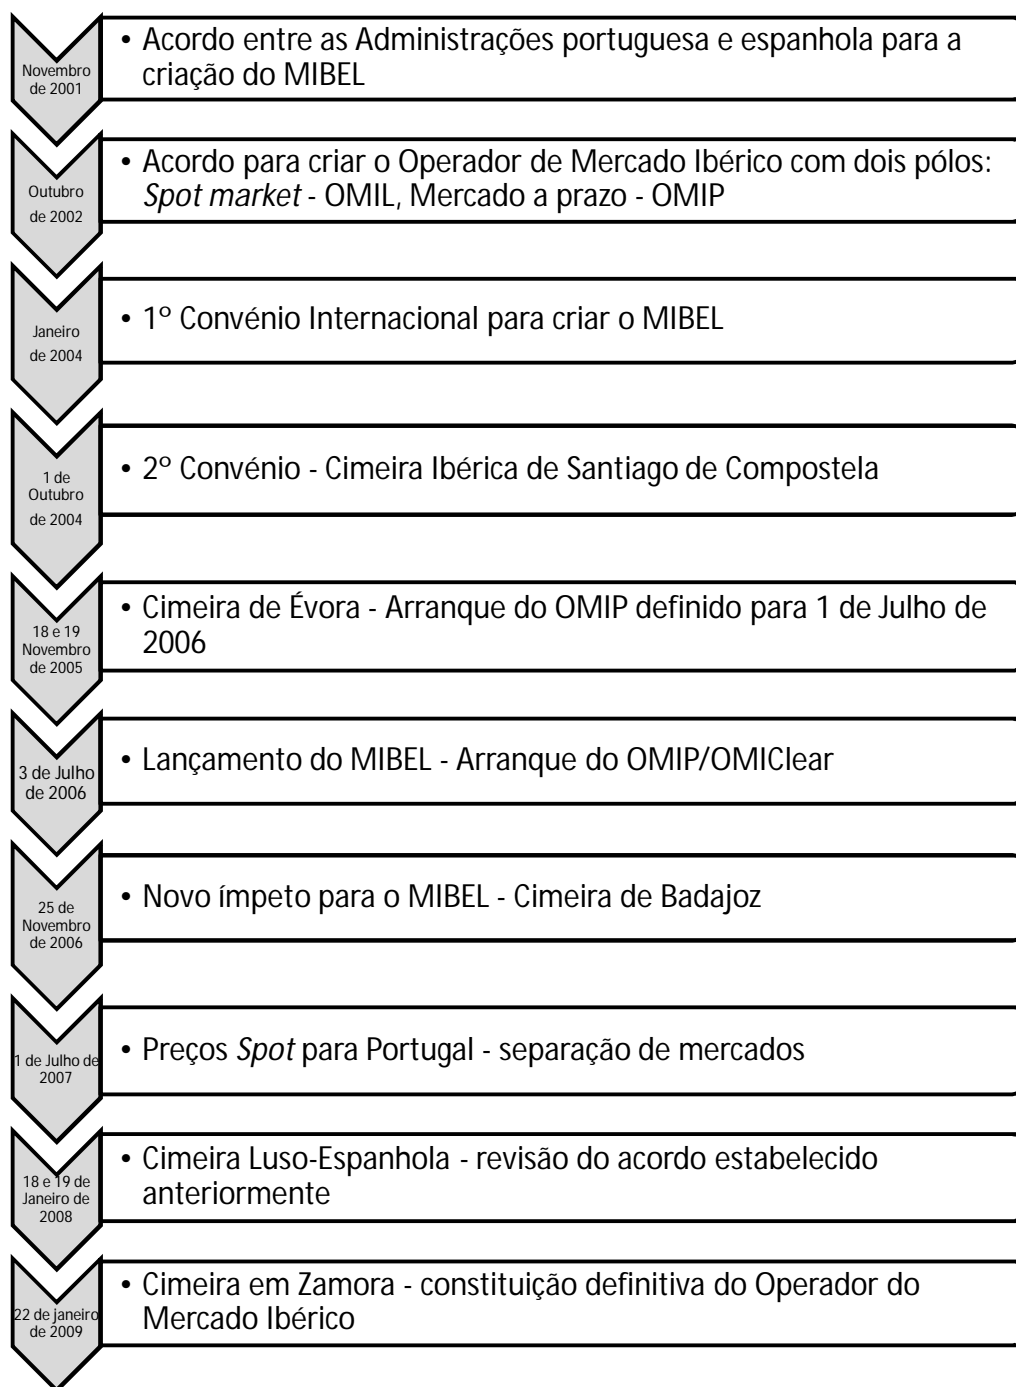 Novembro
de 2001
• Acordo entre as Administrações portuguesa e espanhola para a
criação do MIBEL
Outubro
de 2002
• Acordo para criar o Operador de Mercado Ibérico com dois pólos:
Spot market - OMIL, Mercado a prazo - OMIP
Janeiro
de 2004
• 1º Convénio Internacional para criar o MIBEL
1 de
Outubro
de 2004
• 2º Convénio - Cimeira Ibérica de Santiago de Compostela
18 e 19
Novembro
de 2005
• Cimeira de Évora - Arranque do OMIP definido para 1 de Julho de
2006
3 de Julho
de 2006
• Lançamento do MIBEL - Arranque do OMIP/OMIClear
25 de
Novembro
de 2006
• Novo ímpeto para o MIBEL - Cimeira de Badajoz
1 de Julho de
2007
• Preços Spot para Portugal - separação de mercados
18 e 19 de
Janeiro de
2008
• Cimeira Luso-Espanhola - revisão do acordo estabelecido
anteriormente
22 de janeiro
de 2009
• Cimeira em Zamora - constituição definitiva do Operador do
Mercado Ibérico